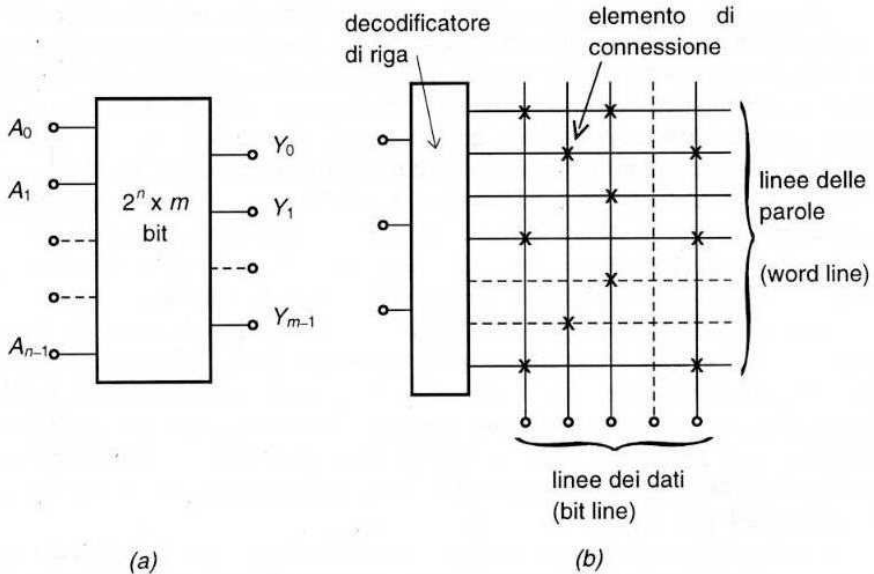 A₀
A₁
Aₙ₋₁
2ⁿ x m
bit
Y₀
Y₁
Yₘ₋₁
(a)
decodificatore
di riga
elemento di
connessione
linee delle
parole
(word line)
linee dei dati
(bit line)
(b)